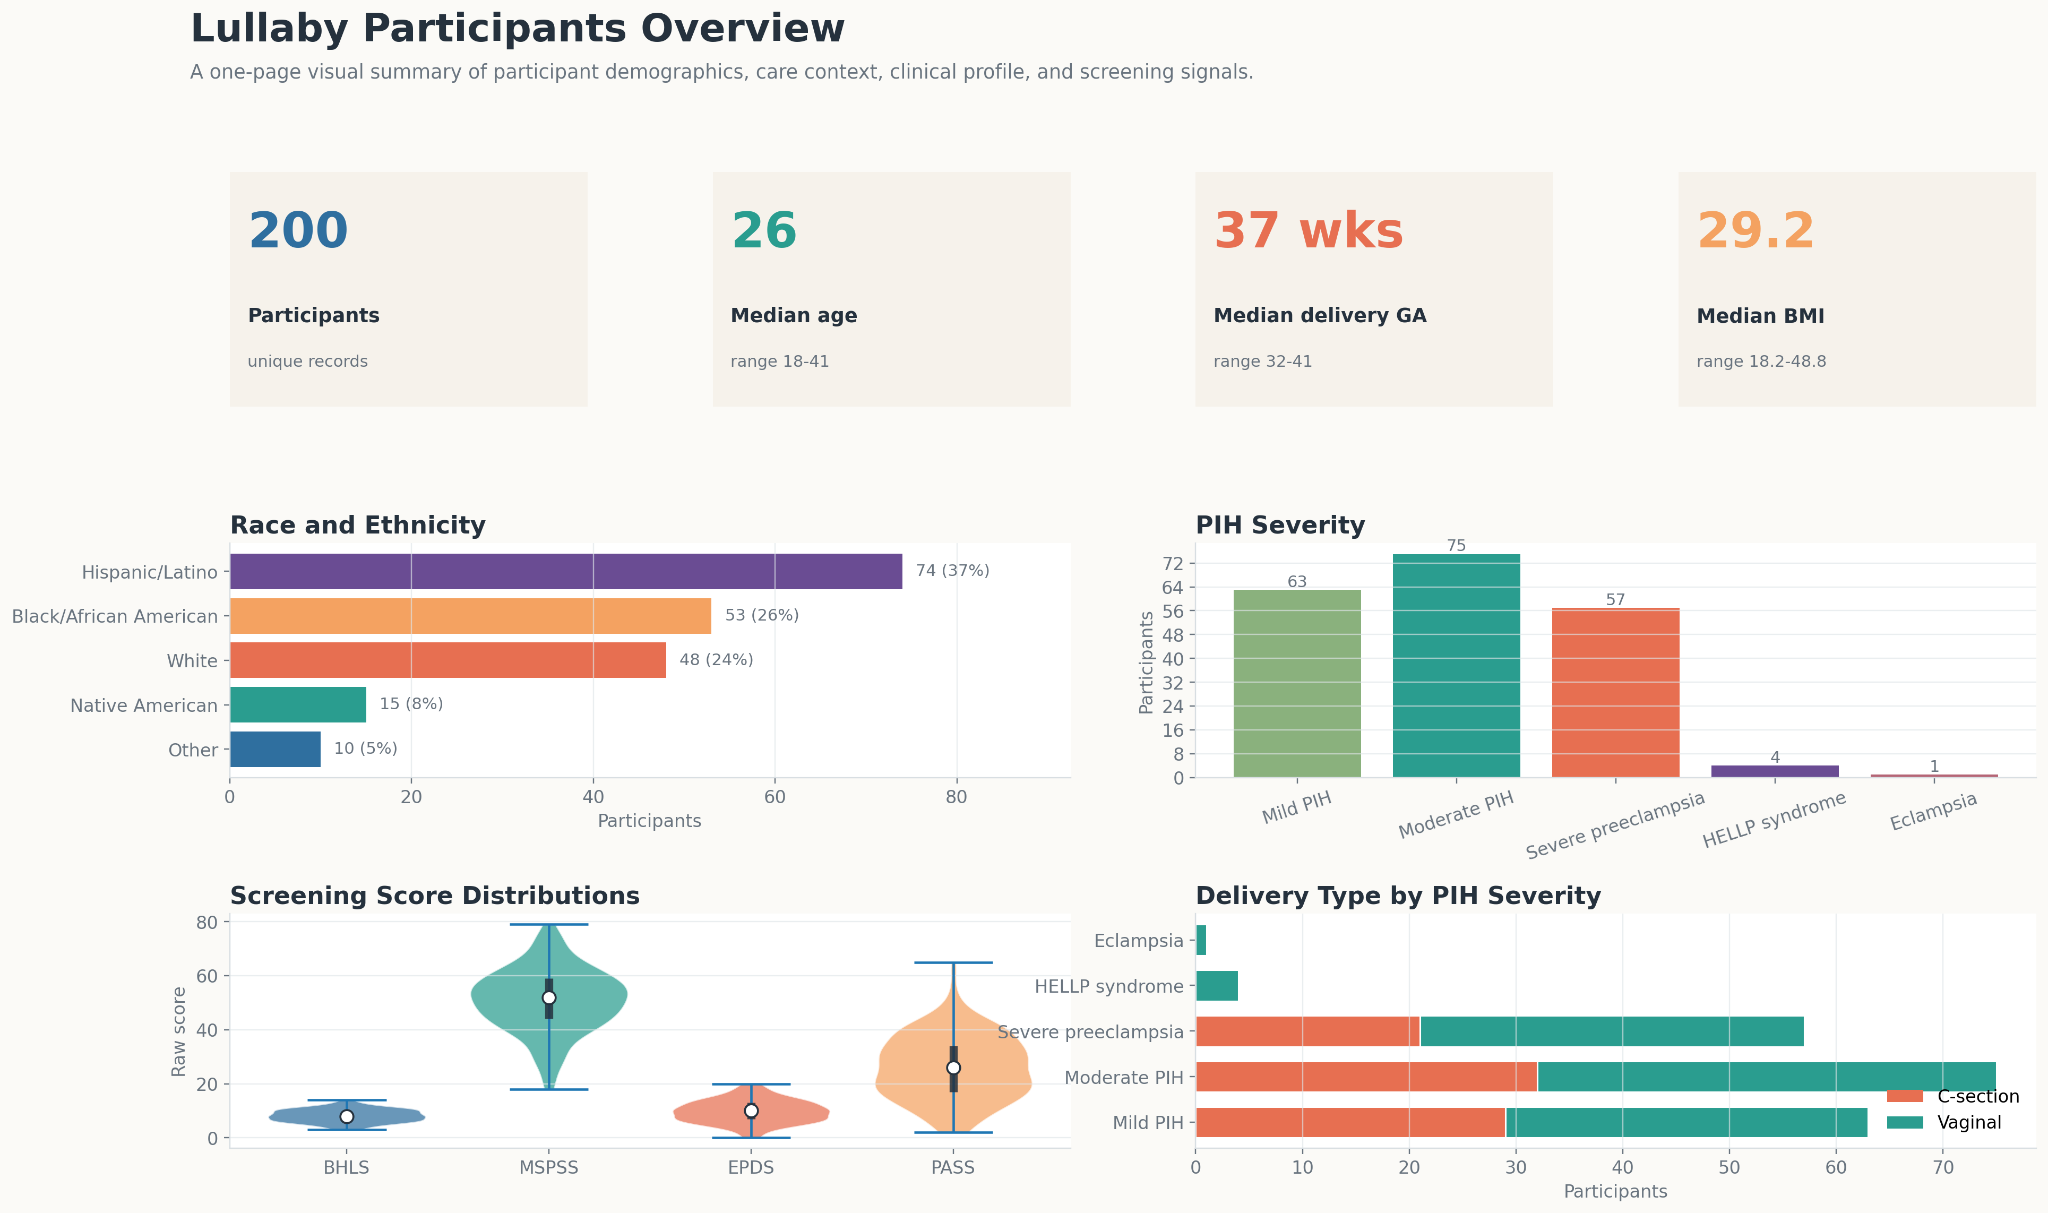 Lullaby Participants Overview
A one-page visual summary of participant demographics, care context, clinical profile, and screening signals.
200
Participants
unique records
26
Median age
range 18-41
37 wks
Median delivery GA
range 32-41
29.2
Median BMI
range 18.2-48.8
Race and Ethnicity
Hispanic/Latino
74 (37%)
Black/African American
53 (26%)
White
48 (24%)
Native American
15 (8%)
Other
10 (5%)
0 20 40 60 80
Participants
PIH Severity
Participants
72
64
56
48
40
32
24
16
8
0
63
75
57
4
1
Mild PIH
Moderate PIH
Severe preeclampsia
HELLP syndrome
Eclampsia
Screening Score Distributions
Raw score
80
60
40
20
0
BHLS MSPSS EPDS PASS
Delivery Type by PIH Severity
Eclampsia
HELLP syndrome
Severe preeclampsia
Moderate PIH
Mild PIH
C-section
Vaginal
0 10 20 30 40 50 60 70
Participants